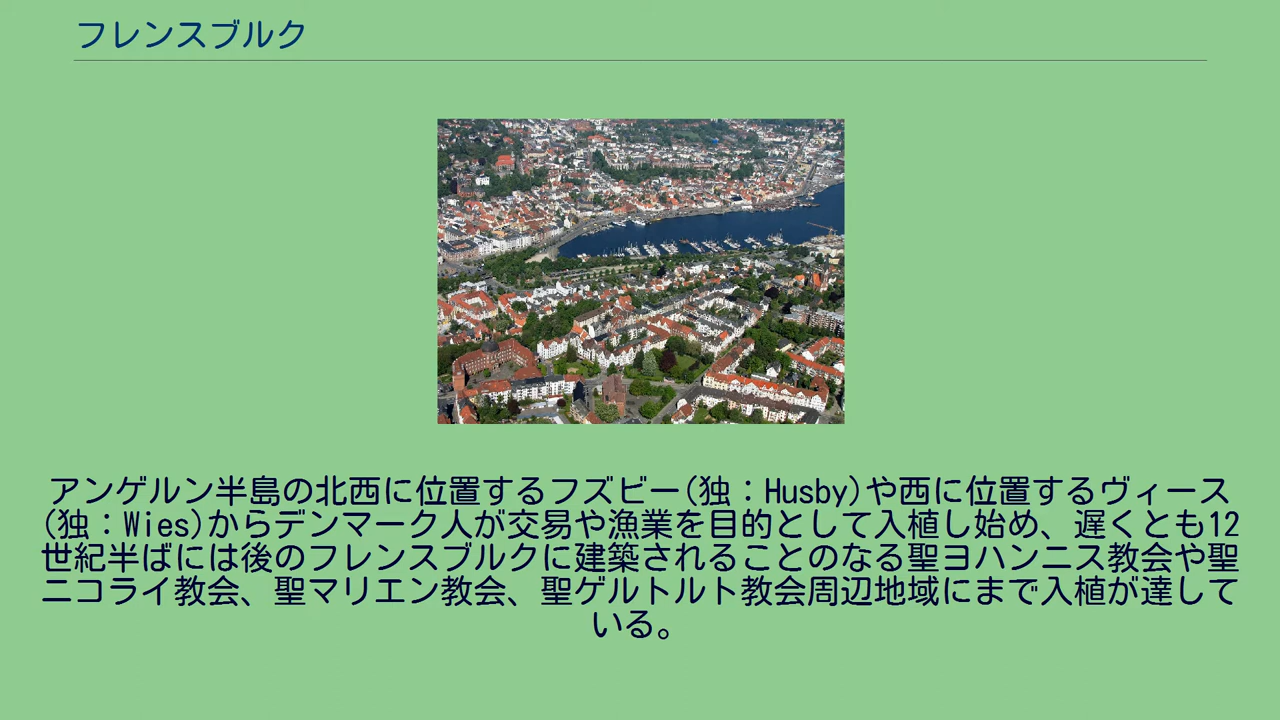 フレンスブルク
アンゲルン半島の北西に位置するフズビー(独：Husby)や西に位置するヴィース
(独：Wies)からデンマーク人が交易や漁業を目的として入植し始め、遅くとも12
世紀半ばには後のフレンスブルクに建築されることのなる聖ヨハンニス教会や聖
ニコライ教会、聖マリエン教会、聖ゲルトルト教会周辺地域にまで入植が達して
いる。